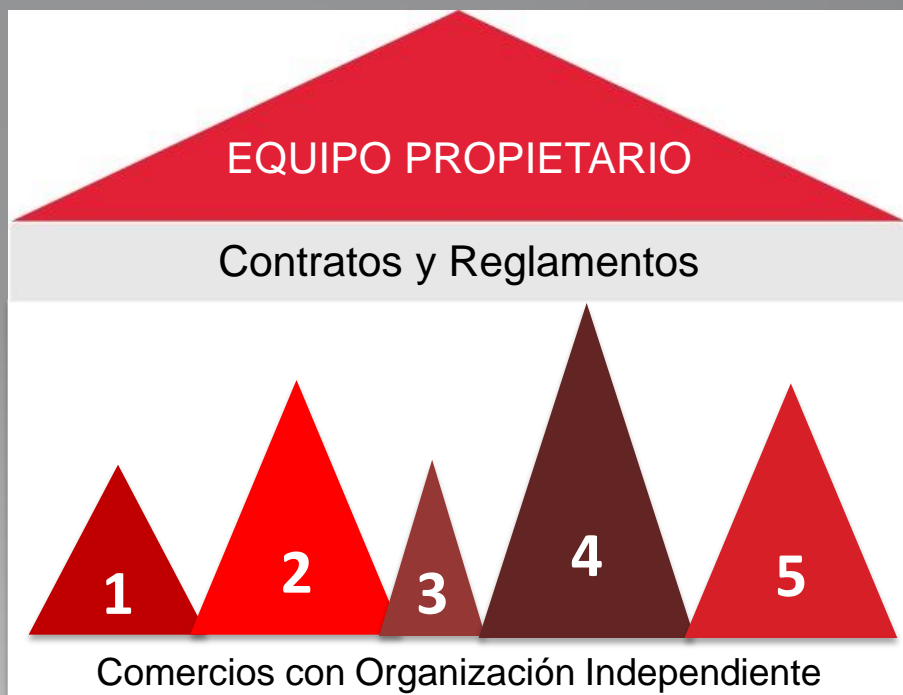 EQUIPO PROPIETARIO
Contratos y Reglamentos
1 2 3 4 5
Comercios con Organización Independiente